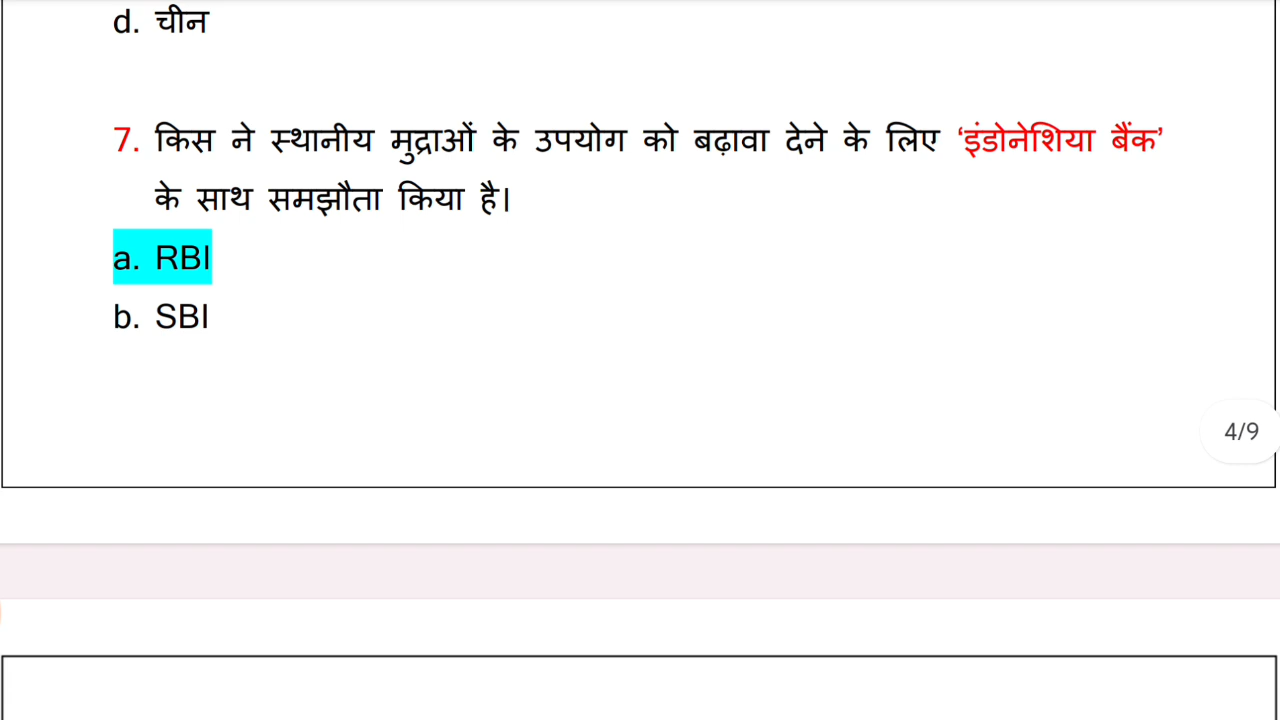 d. चीन
7. किस ने स्थानीय मुद्राओं के उपयोग को बढ़ावा देने के लिए ‘इंडोनेशिया बैंक’
के साथ समझौता किया है।
a. RBI
b. SBI
4/9